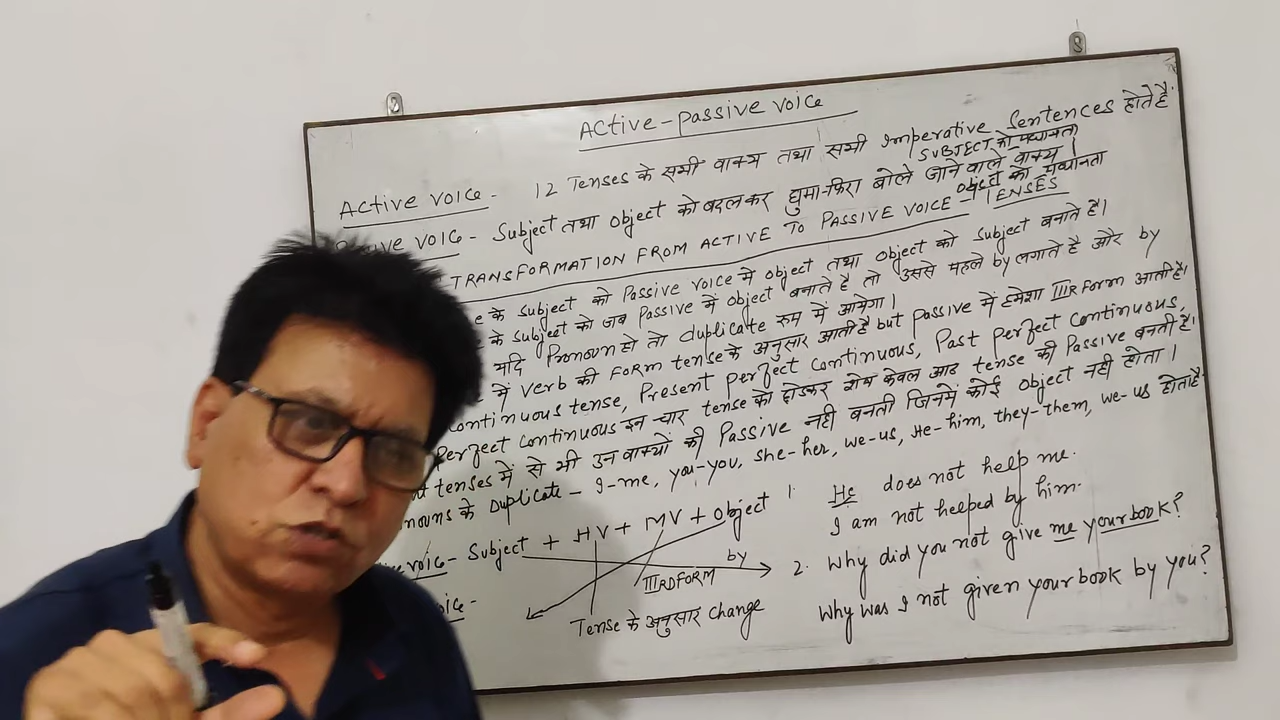 Active-passive voice
Active voice - 12 Tenses के सभी वाक्य तथा सभी Imperative Sentences होते है
SUBJECT की प्रधानता
voic - Subject तथा object को बदलकर घुमा-फिरा बोले जाने वाले वाक्य |
object की प्रधानता
TRANSFORMATION FROM ACTIVE TO PASSIVE VOICE - TENSES
के subject को Passive voice में object तथा object को subject बनाते है।
के subject को जब Passive में object बनाते है तो उससे पहले by लगाते है और by
यदि Pronoun हो तो duplicate रूप में आयेगा।
में verb की form tense के अनुसार आती है but passive में हमेशा IIIR Form आती है।
continuous tense, Present perfect continuous, Past perfect continuous,
perfect continuous इन चार tense को छोडकर शेष केवल आठ tense की Passive बनती है।
tenses में से भी उन वाक्यों की Passive नही बनती जिनमें कोई object नही होता।
nouns के Duplicate - I-me, you-you, she-her, we-us, He-him, they-them, we-us होता है
voic - Subject + HV + MV + object
by
IIIRD FORM
Tense के अनुसार change
1. He does not help me.
I am not helped by him.
2. Why did you not give me your book?
Why was I not given your book by you?